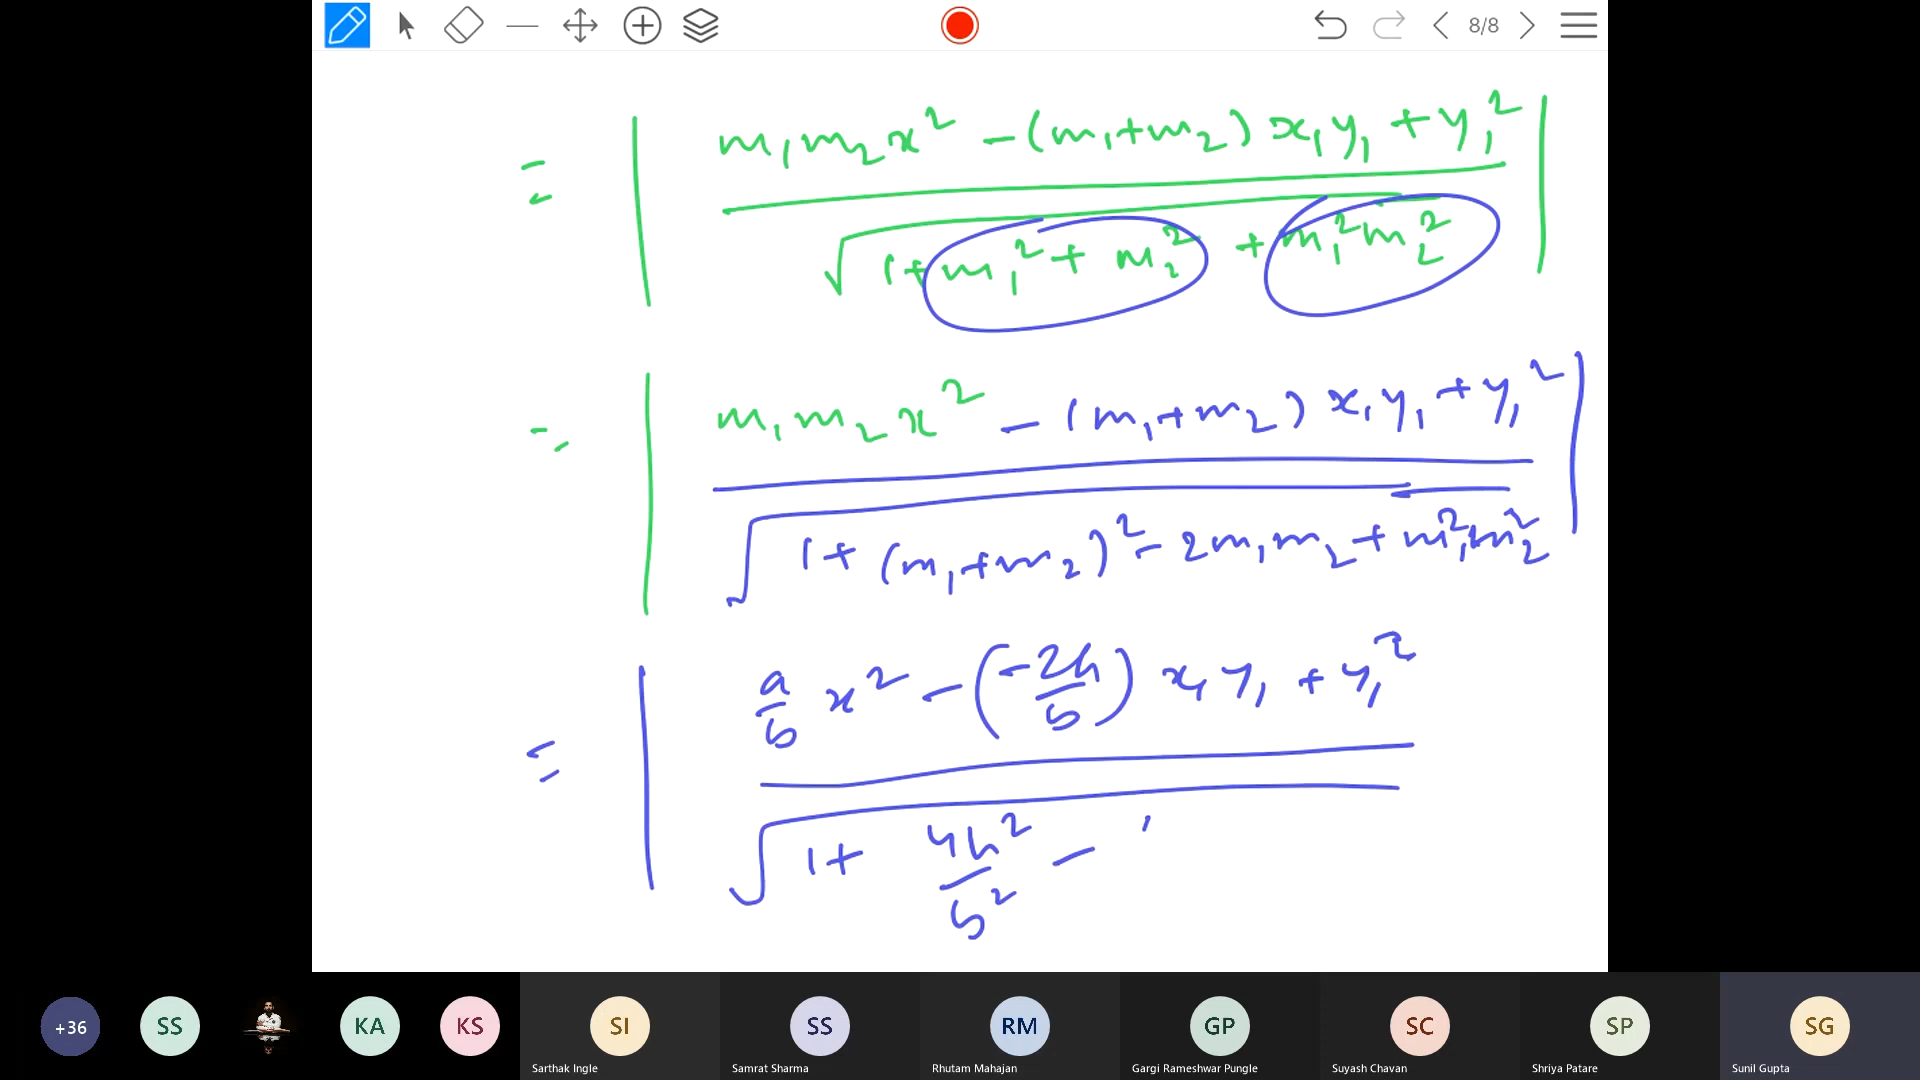 8/8
= | m₁m₂x² - (m₁+m₂) x₁y₁ + y₁² / √(1 + m₁² + m₂² + m₁²m₂²) |
= | m₁m₂x² - (m₁+m₂) x₁y₁ + y₁² / √(1 + (m₁+m₂)² - 2m₁m₂ + m₁²m₂²) |
= | a/b x² - (-2h/b) x₁y₁ + y₁² / √(1 + 4h²/b² -
+36 SS KA KS SI SS RM GP SC SP SG
Sarthak Ingle Samrat Sharma Rhutam Mahajan Gargi Rameshwar Pungle Suyash Chavan Shriya Patare Sunil Gupta